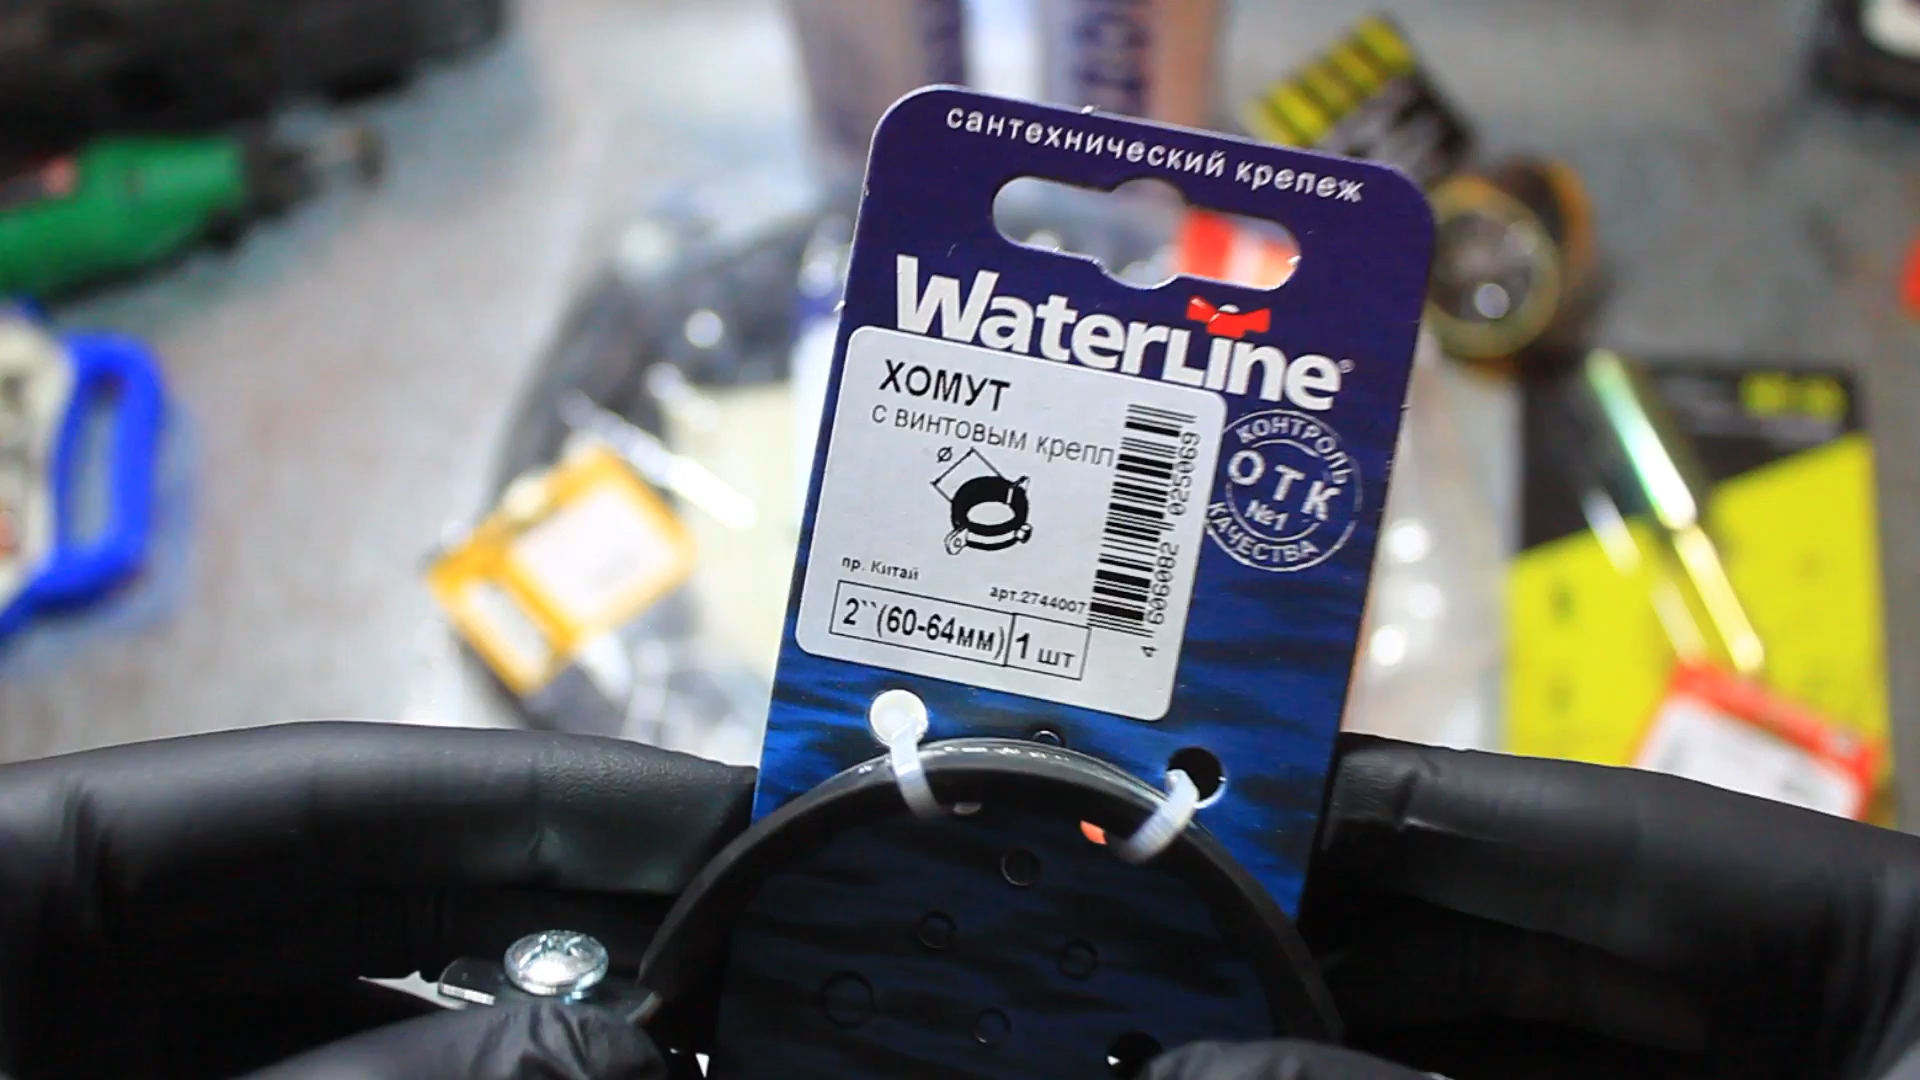 сантехнический крепеж
WaterLine
ХОМУТ
с винтовым крепл
ø
пр. Китай
арт.2744007
2``(60-64мм) 1 шт
4 606082 025069
КОНТРОЛЬ
ОТК
№1
КАЧЕСТВА